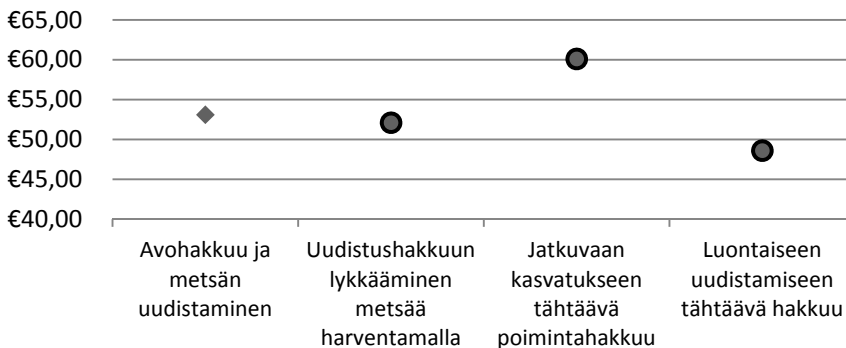 €65,00
€60,00
€55,00
€50,00
€45,00
€40,00
Avohakkuu ja
metsän
uudistaminen
Uudistushakkuun
lykkääminen
metsää
harventamalla
Jatkuvaan
kasvatukseen
tähtäävä
poimintahakkuu
Luontaiseen
uudistamiseen
tähtäävä hakkuu